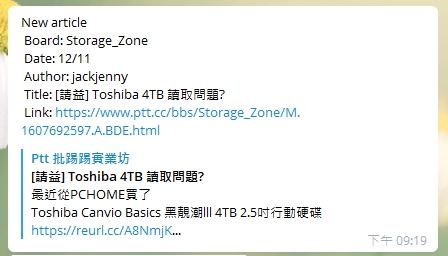 New article
Board: Storage_Zone
Date: 12/11
Author: jackjenny
Title: [請益] Toshiba 4TB 讀取問題?
Link: https://www.ptt.cc/bbs/Storage_Zone/M.
1607692597.A.BDE.html
Ptt 批踢踢實業坊
[請益] Toshiba 4TB 讀取問題?
最近從PCHOME買了
Toshiba Canvio Basics 黑靚潮lll 4TB 2.5吋行動硬碟
https://reurl.cc/A8NmjK...
下午 09:19